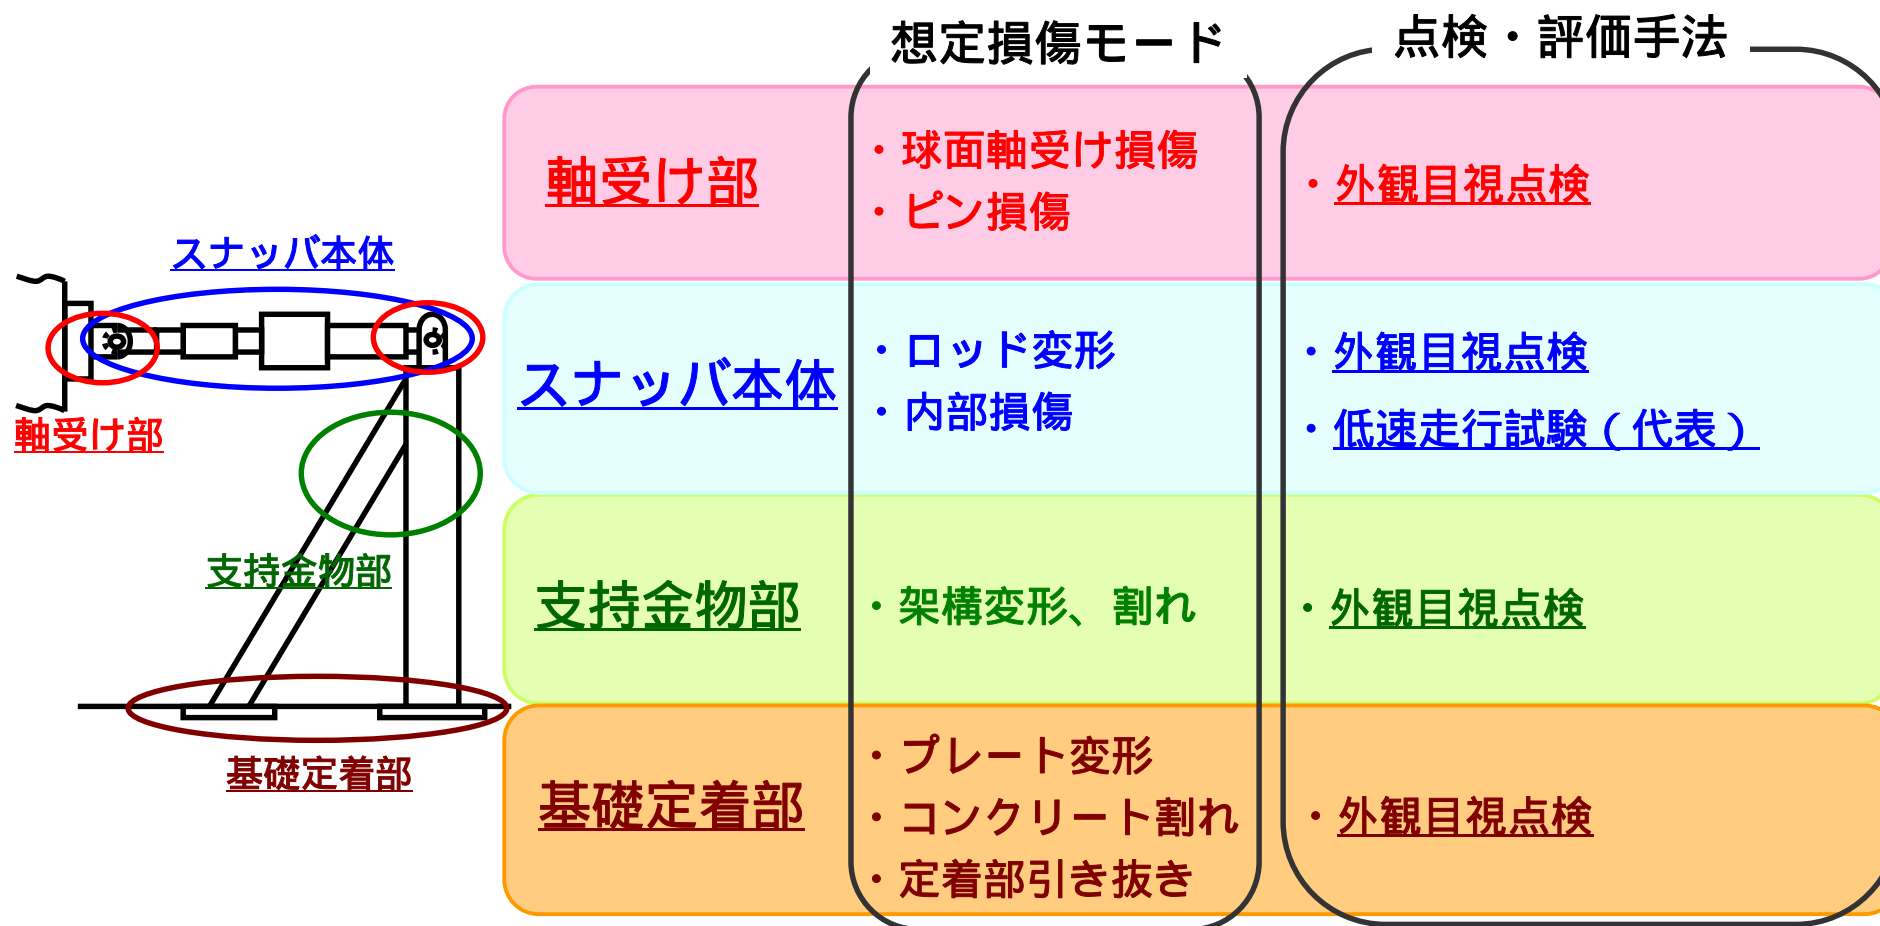 想定損傷モード
点検・評価手法
軸受け部
・球面軸受け損傷
・ピン損傷
・外観目視点検
スナッバ本体
軸受け部
支持金物部
基礎定着部
スナッバ本体
・ロッド変形
・内部損傷
・外観目視点検
・低速走行試験（代表）
支持金物部
・架構変形、割れ
・外観目視点検
基礎定着部
・プレート変形
・コンクリート割れ
・定着部引き抜き
・外観目視点検